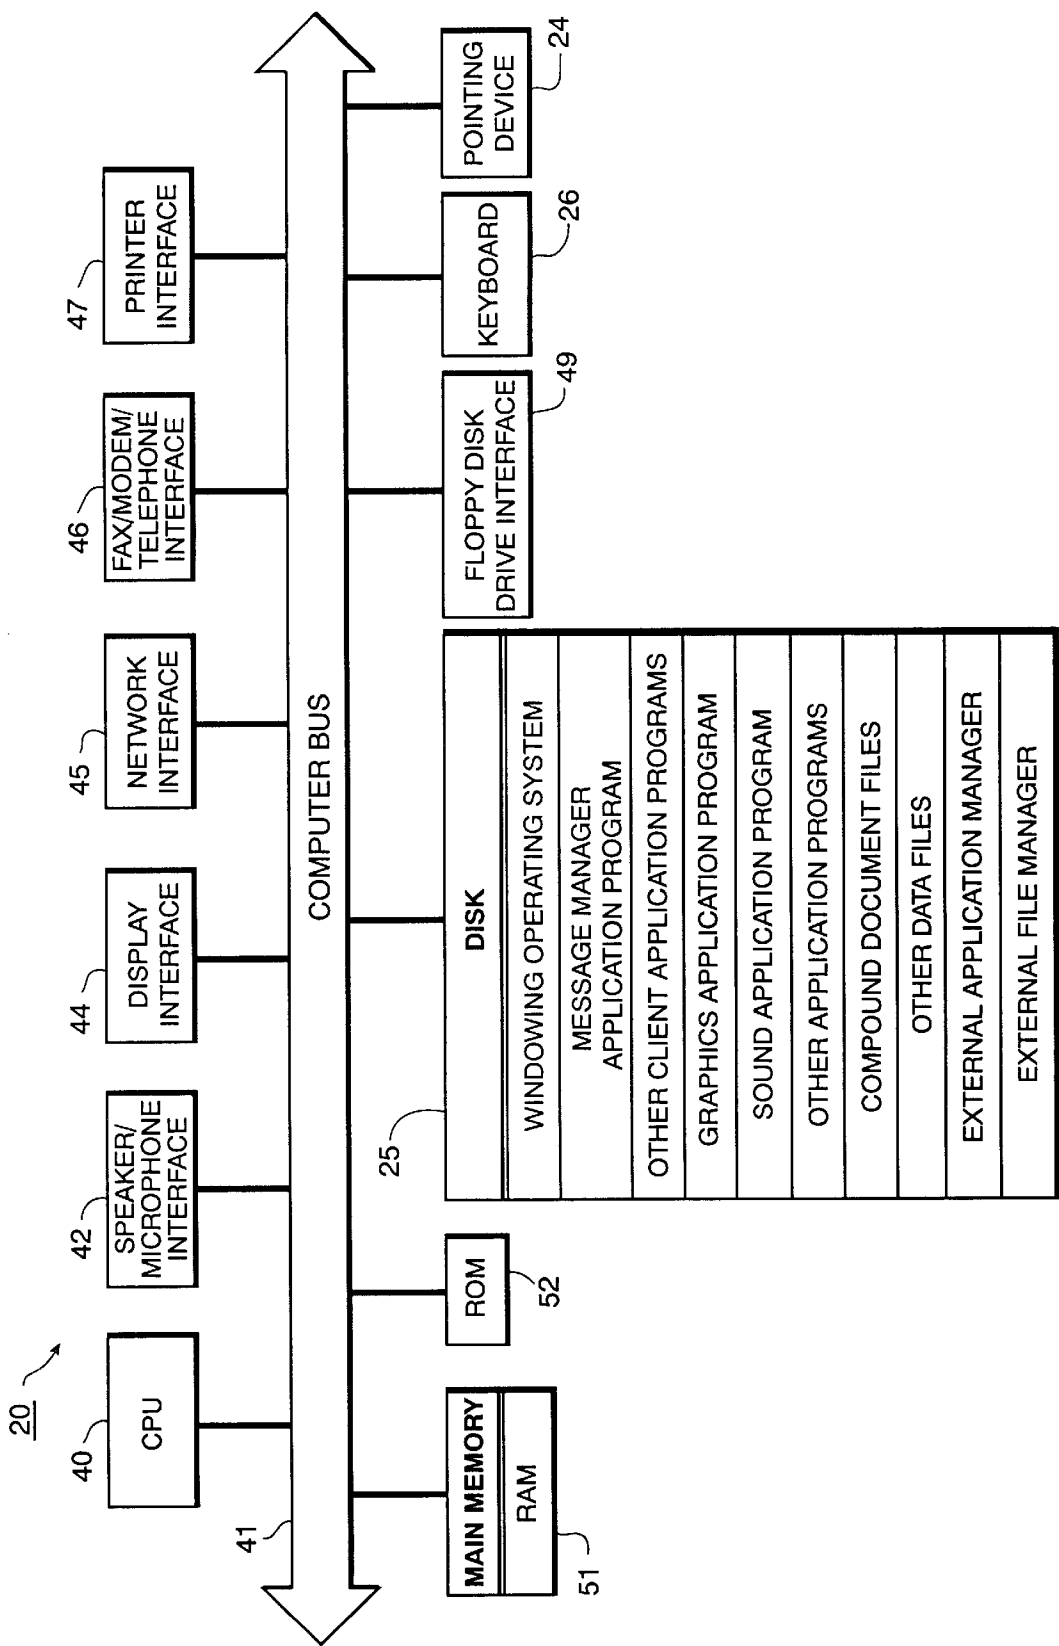 20
40
CPU
42
SPEAKER/
MICROPHONE
INTERFACE
44
DISPLAY
INTERFACE
45
NETWORK
INTERFACE
46
FAX/MODEM/
TELEPHONE
INTERFACE
47
PRINTER
INTERFACE
41
COMPUTER BUS
MAIN MEMORY
RAM
51
ROM
52
25
DISK
WINDOWING OPERATING SYSTEM
MESSAGE MANAGER
APPLICATION PROGRAM
OTHER CLIENT APPLICATION PROGRAMS
GRAPHICS APPLICATION PROGRAM
SOUND APPLICATION PROGRAM
OTHER APPLICATION PROGRAMS
COMPOUND DOCUMENT FILES
OTHER DATA FILES
EXTERNAL APPLICATION MANAGER
EXTERNAL FILE MANAGER
FLOPPY DISK
DRIVE INTERFACE
49
KEYBOARD
26
POINTING
DEVICE
24